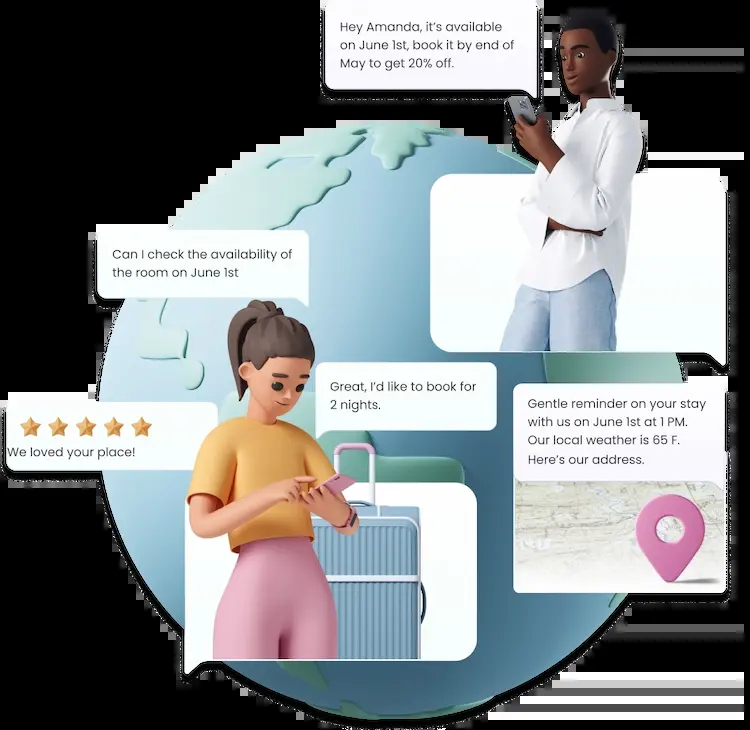 Hey Amanda, it's available
on June 1st, book it by end of
May to get 20% off.
Can I check the availability of
the room on June 1st
Great, I'd like to book for
2 nights.
Gentle reminder on your stay
with us on June 1st at 1 PM.
Our local weather is 65 F.
Here's our address.
We loved your place!